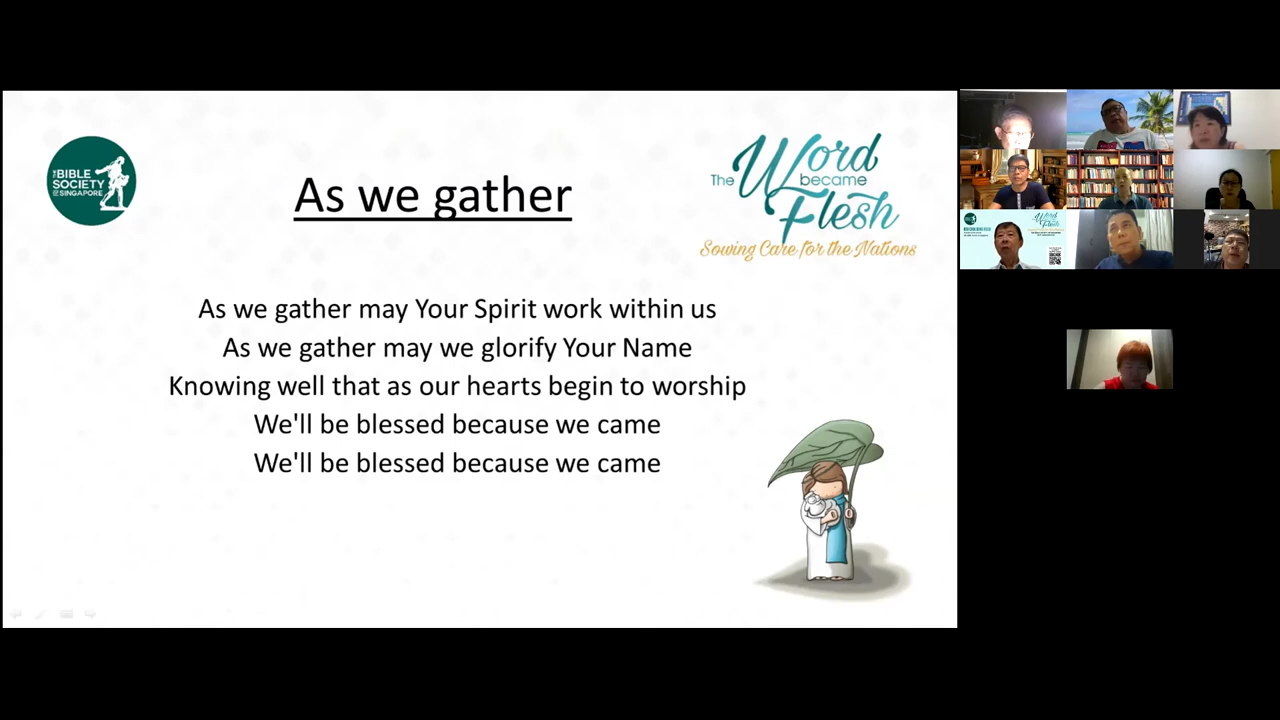 THE BIBLE
SOCIETY
OF SINGAPORE
As we gather
The Word
became
Flesh
Sowing Care for the Nations
As we gather may Your Spirit work within us
As we gather may we glorify Your Name
Knowing well that as our hearts begin to worship
We'll be blessed because we came
We'll be blessed because we came